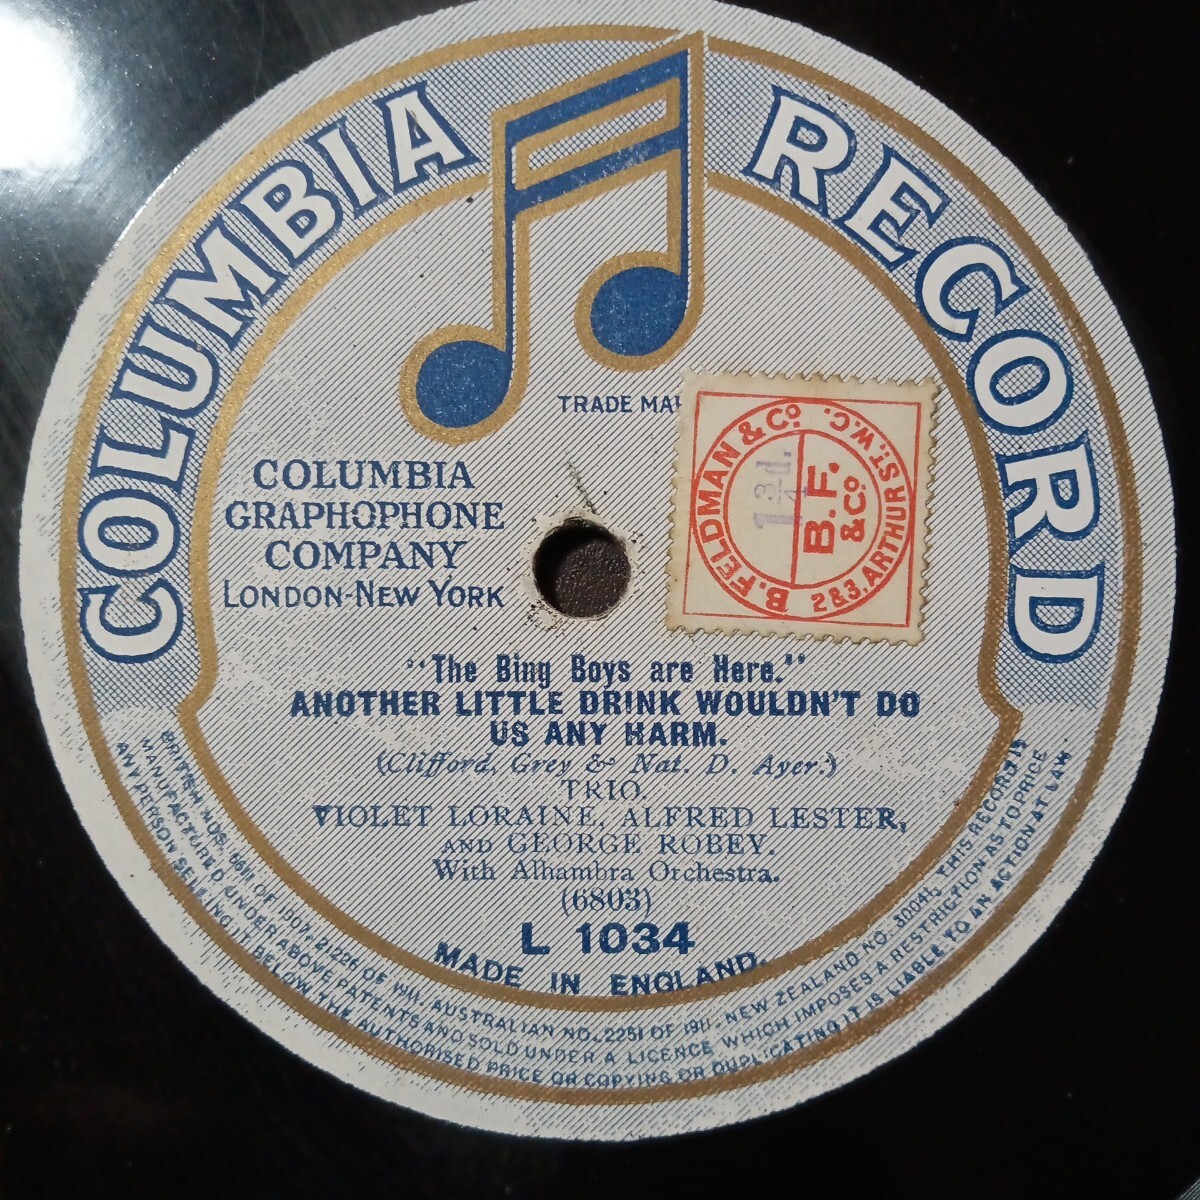 COLUMBIA RECORD
TRADE MAR
COLUMBIA
GRAPHOPHONE
COMPANY
LONDON-NEW YORK
B. FELDMAN & Co.
2 & 3, ARTHUR ST. W.C.
B.F.
& Co.
1 3/4 d.
"The Bing Boys are Here."
ANOTHER LITTLE DRINK WOULDN'T DO
US ANY HARM.
(Clifford, Grey & Nat. D. Ayer.)
TRIO.
VIOLET LORAINE, ALFRED LESTER,
AND GEORGE ROBEY.
With Alhambra Orchestra.
(6803)
L 1034
MADE IN ENGLAND.
BRITISH NOS. 6611 OF 1907, 21226 OF 1911. AUSTRALIAN NO. 2251 OF 1911. NEW ZEALAND NO. 30041, THIS RECORD IS
MANUFACTURED UNDER ABOVE PATENTS AND SOLD UNDER A LICENCE WHICH IMPOSES A RESTRICTION AS TO PRICE
ANY PERSON SELLING IT BELOW THE AUTHORISED PRICE OR COPYING OR DUPLICATING IT IS LIABLE TO AN ACTION AT LAW